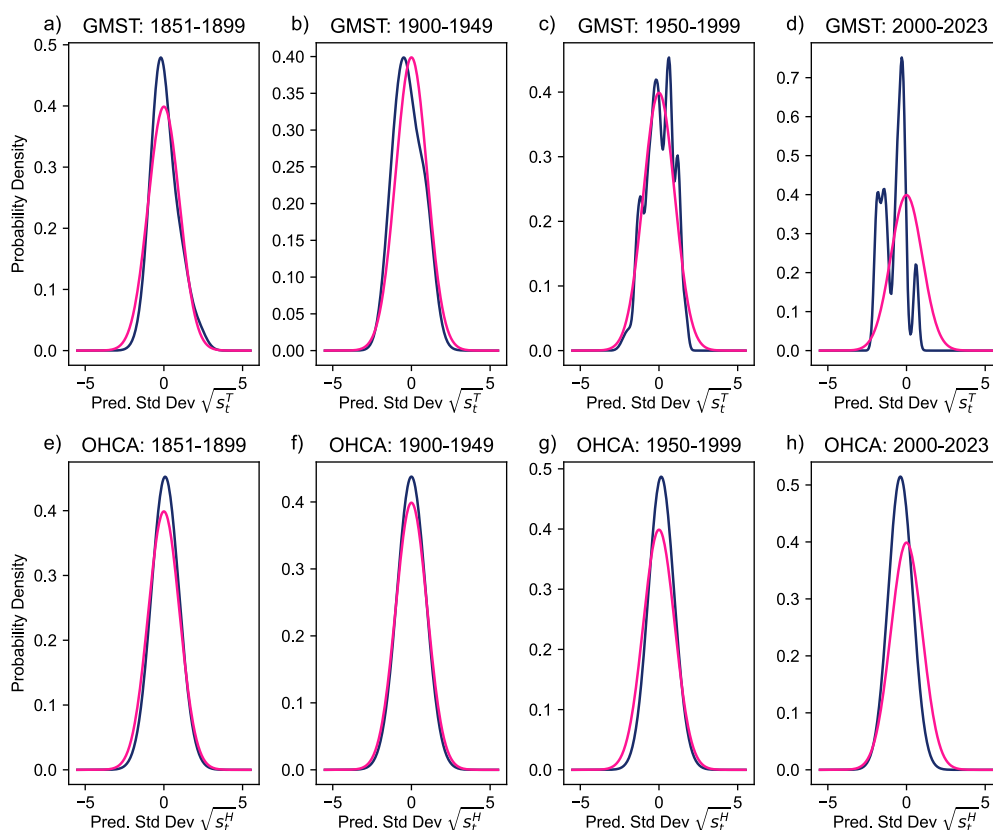 a) GMST: 1851-1899
b) GMST: 1900-1949
c) GMST: 1950-1999
d) GMST: 2000-2023
Probability Density
0.5
0.4
0.3
0.2
0.1
0.0
−5 0 5
Pred. Std Dev √s_t^T
0.40
0.35
0.30
0.25
0.20
0.15
0.10
0.05
0.00
−5 0 5
Pred. Std Dev √s_t^T
0.4
0.3
0.2
0.1
0.0
−5 0 5
Pred. Std Dev √s_t^T
0.7
0.6
0.5
0.4
0.3
0.2
0.1
0.0
−5 0 5
Pred. Std Dev √s_t^T
e) OHCA: 1851-1899
f) OHCA: 1900-1949
g) OHCA: 1950-1999
h) OHCA: 2000-2023
Probability Density
0.4
0.3
0.2
0.1
0.0
−5 0 5
Pred. Std Dev √s_t^H
0.4
0.3
0.2
0.1
0.0
−5 0 5
Pred. Std Dev √s_t^H
0.5
0.4
0.3
0.2
0.1
0.0
−5 0 5
Pred. Std Dev √s_t^H
0.5
0.4
0.3
0.2
0.1
0.0
−5 0 5
Pred. Std Dev √s_t^H